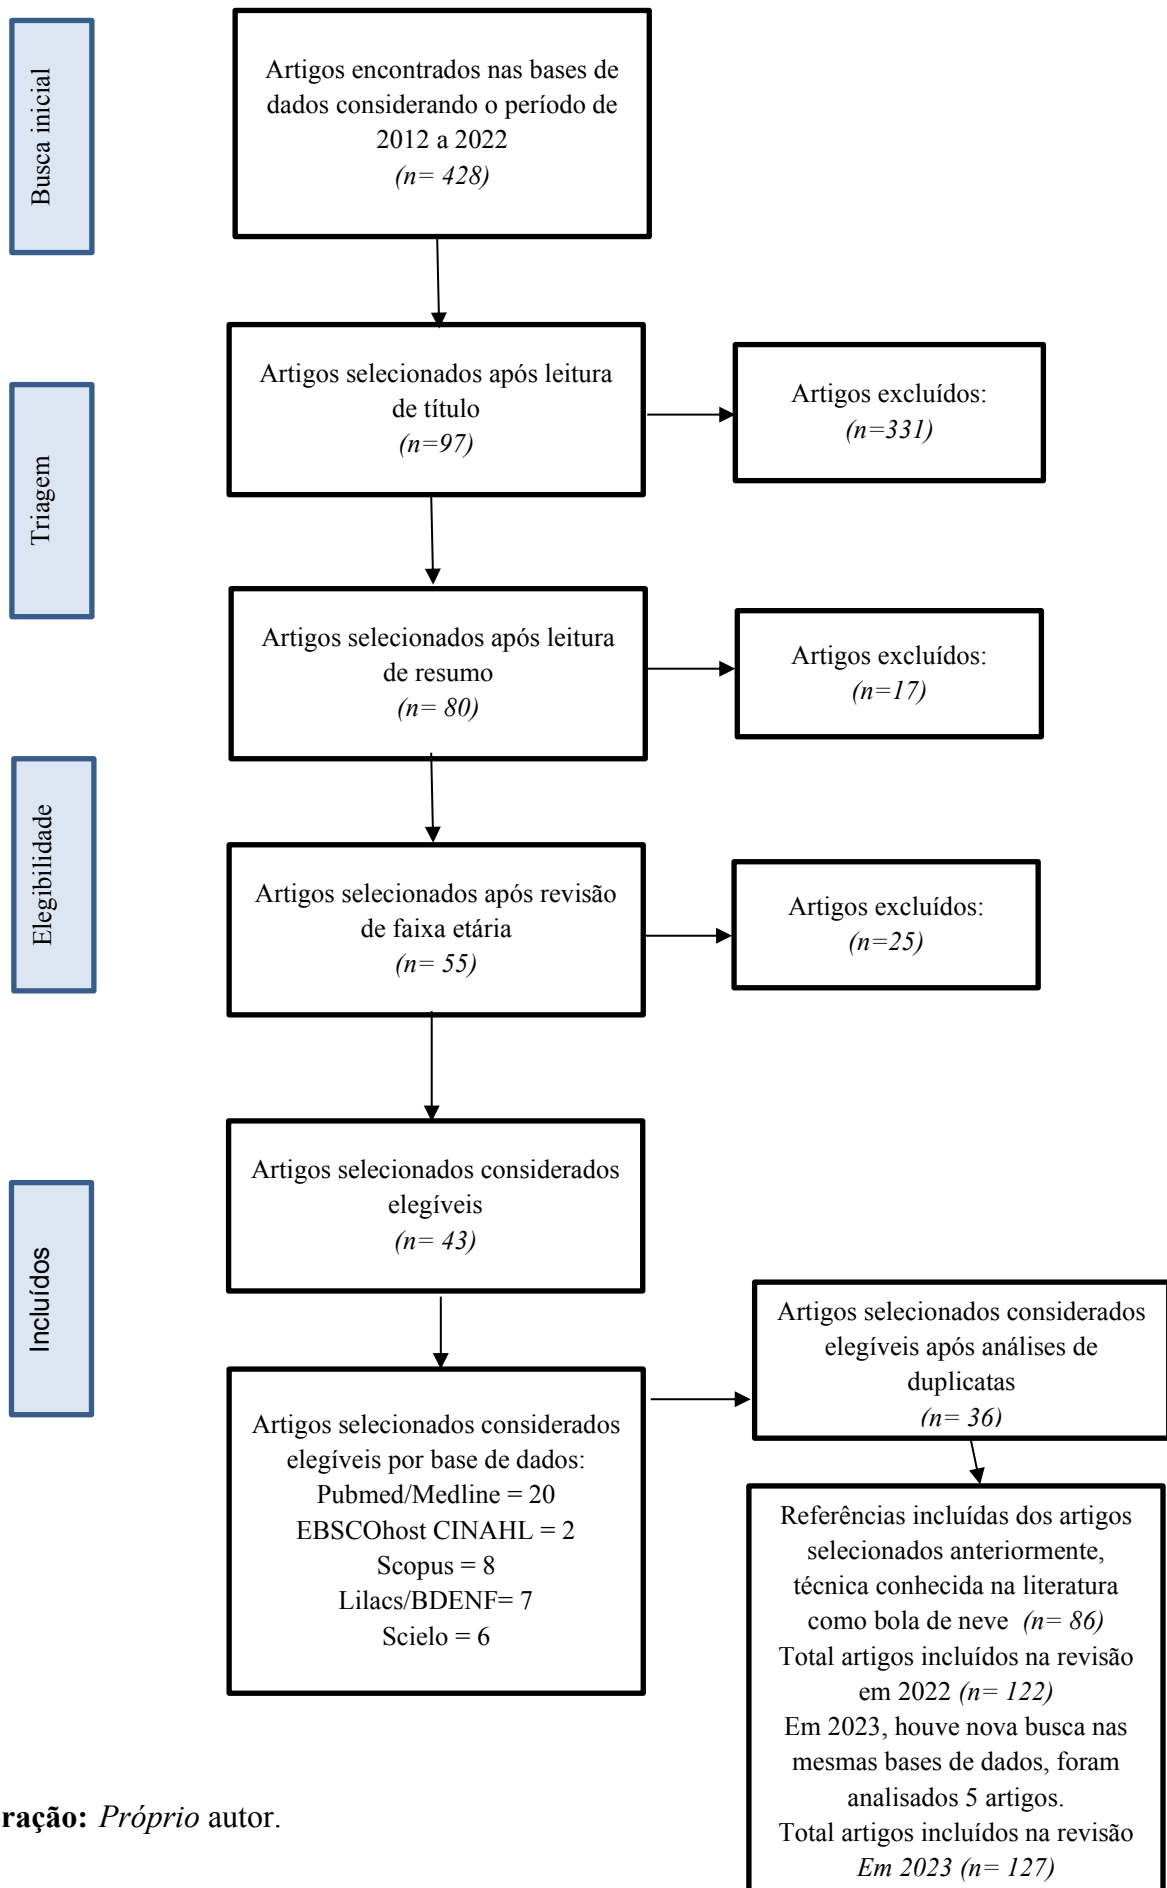 Busca inicial
Artigos encontrados nas bases de
dados considerando o período de
2012 a 2022
(n= 428)
Triagem
Artigos selecionados após leitura
de título
(n=97)
Artigos excluídos:
(n=331)
Artigos selecionados após leitura
de resumo
(n= 80)
Artigos excluídos:
(n=17)
Elegibilidade
Artigos selecionados após revisão
de faixa etária
(n= 55)
Artigos excluídos:
(n=25)
Incluídos
Artigos selecionados considerados
elegíveis
(n= 43)
Artigos selecionados considerados
elegíveis por base de dados:
Pubmed/Medline = 20
EBSCOhost CINAHL = 2
Scopus = 8
Lilacs/BDENF= 7
Scielo = 6
Artigos selecionados considerados
elegíveis após análises de
duplicatas
(n= 36)
Referências incluídas dos artigos
selecionados anteriormente,
técnica conhecida na literatura
como bola de neve (n= 86)
Total artigos incluídos na revisão
em 2022 (n= 122)
Em 2023, houve nova busca nas
mesmas bases de dados, foram
analisados 5 artigos.
Total artigos incluídos na revisão
Em 2023 (n= 127)
ração: Próprio autor.